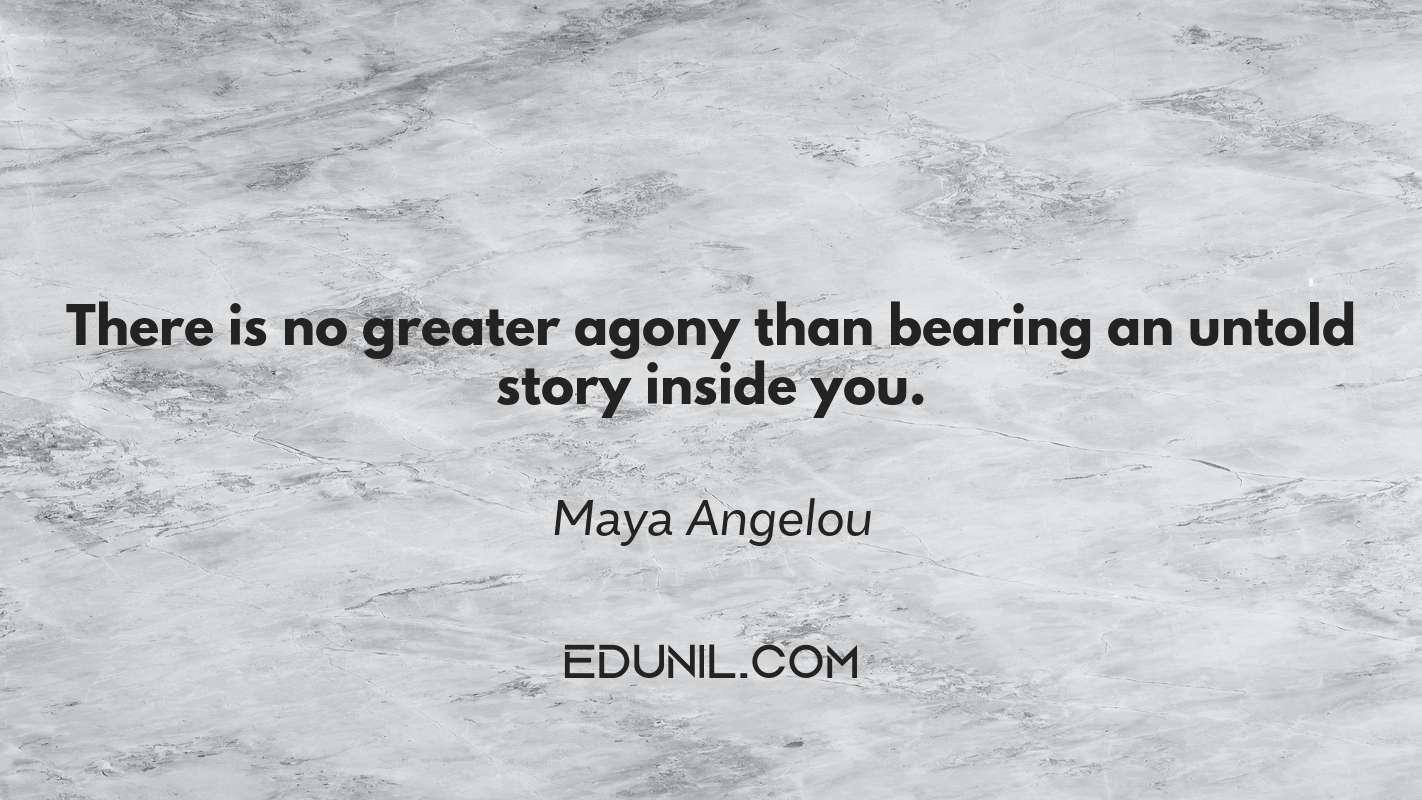 There is no greater agony than bearing an untold
story inside you.
Maya Angelou
EDUNIL.COM